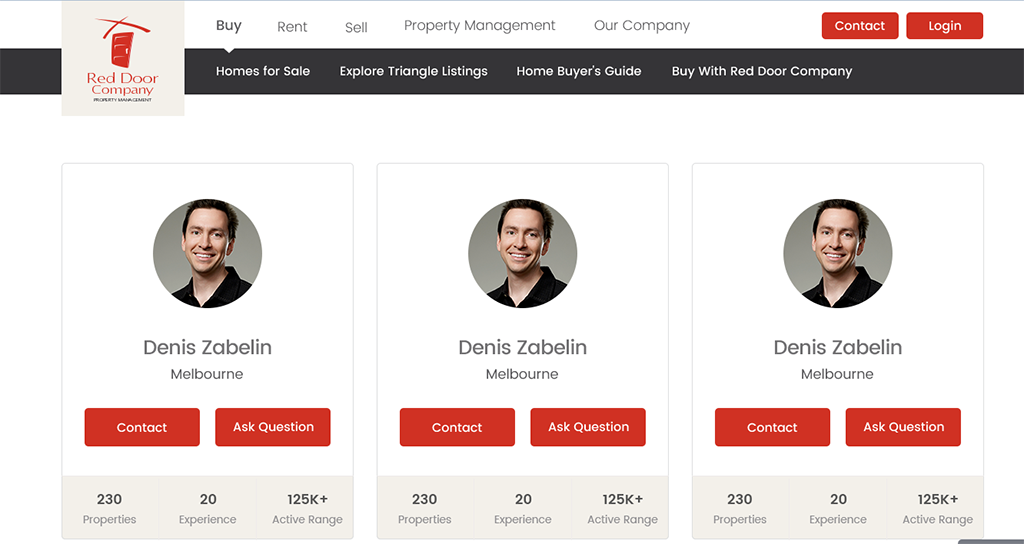 Buy Rent Sell Property Management Our Company Contact Login
Homes for Sale Explore Triangle Listings Home Buyer's Guide Buy With Red Door Company
Red Door
Company
PROPERTY MANAGEMENT
Denis Zabelin Denis Zabelin Denis Zabelin
Melbourne Melbourne Melbourne
Contact Ask Question Contact Ask Question Contact Ask Question
230 20 125K+ 230 20 125K+ 230 20 125K+
Properties Experience Active Range Properties Experience Active Range Properties Experience Active Range